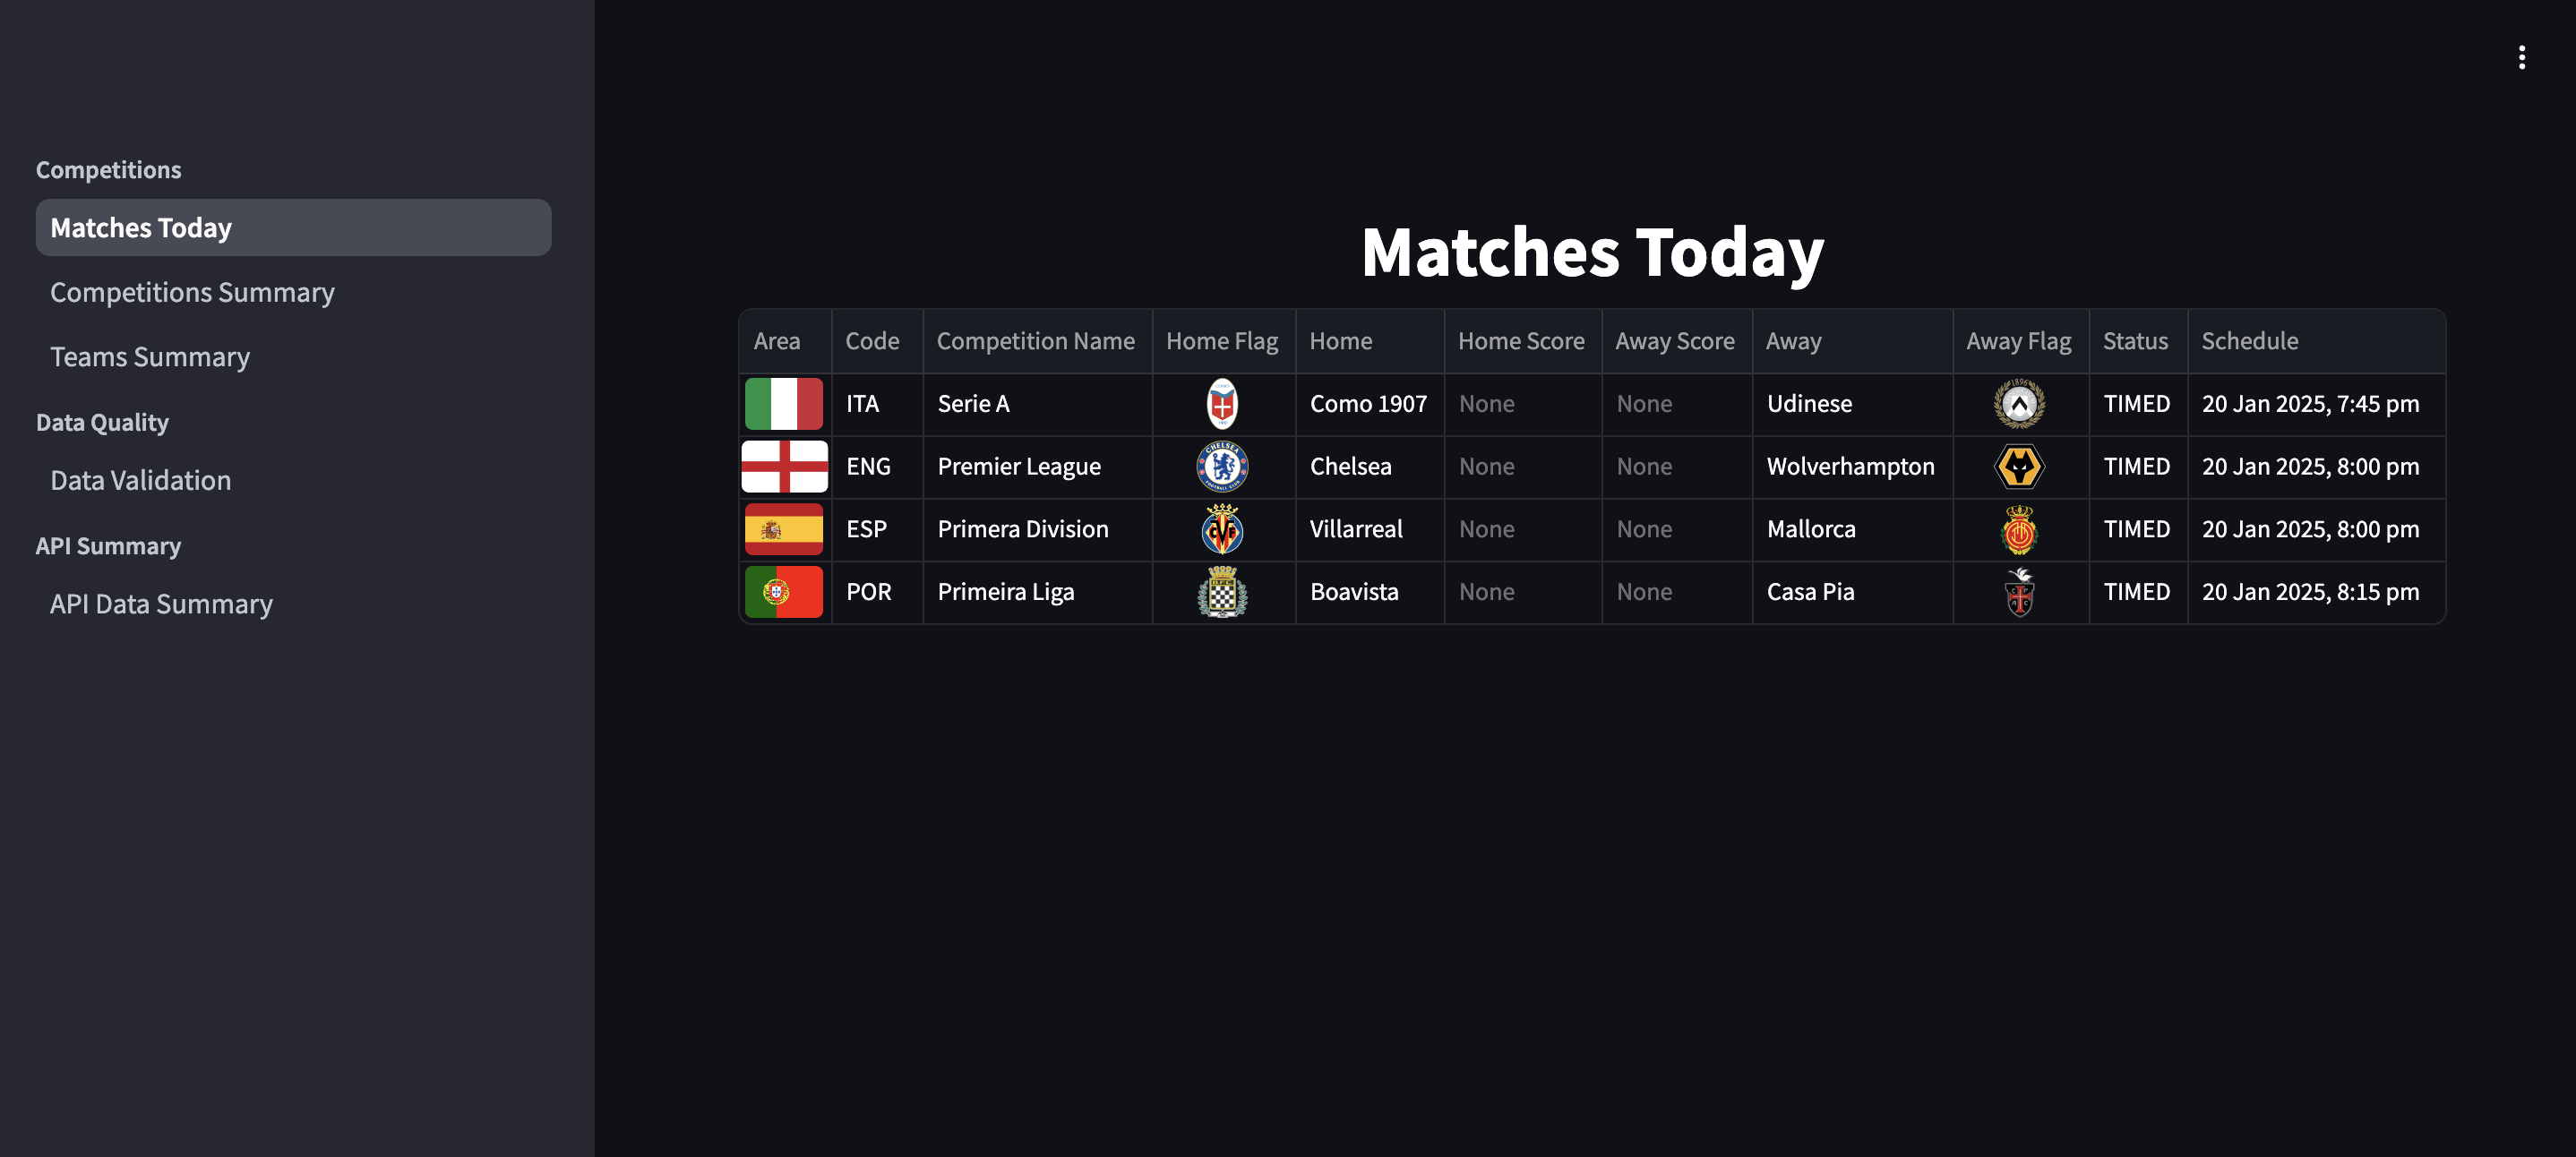 Competitions
Matches Today
Competitions Summary
Teams Summary
Data Quality
Data Validation
API Summary
API Data Summary
Matches Today
Area Code Competition Name Home Flag Home Home Score Away Score Away Away Flag Status Schedule
ITA Serie A Como 1907 None None Udinese 1896 TIMED 20 Jan 2025, 7:45 pm
ENG Premier League CHELSEA FOOTBALL CLUB Chelsea None None Wolverhampton TIMED 20 Jan 2025, 8:00 pm
ESP Primera Division Villarreal None None Mallorca TIMED 20 Jan 2025, 8:00 pm
POR Primeira Liga Boavista None None Casa Pia TIMED 20 Jan 2025, 8:15 pm